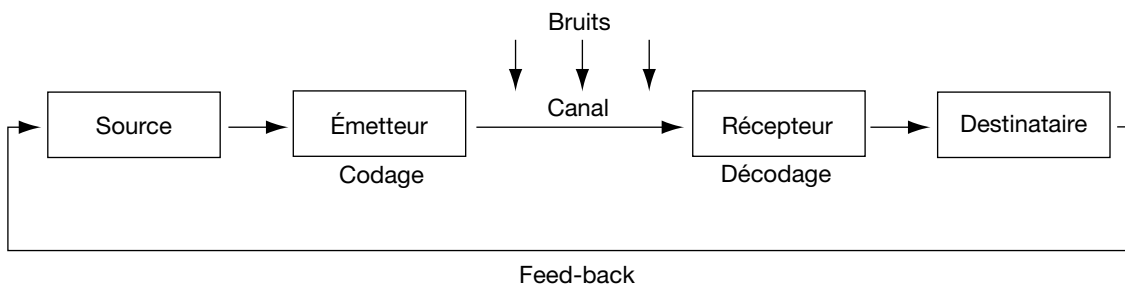 Bruits
Canal
Source
Émetteur
Récepteur
Destinataire
Codage
Décodage
Feed-back